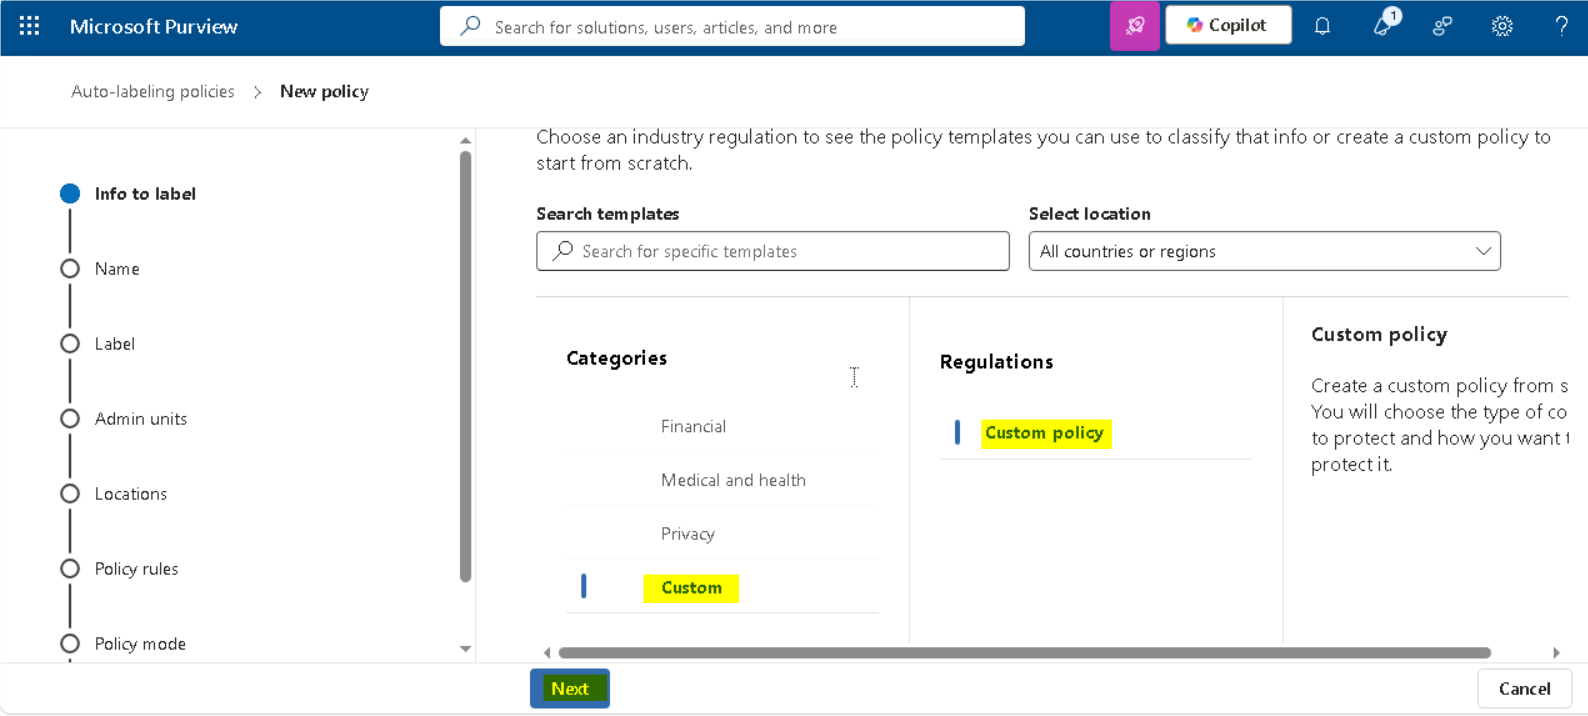 Microsoft Purview
Search for solutions, users, articles, and more
Copilot
1
?
Auto-labeling policies > New policy
Choose an industry regulation to see the policy templates you can use to classify that info or create a custom policy to
start from scratch.
Info to label
Name
Label
Admin units
Locations
Policy rules
Policy mode
Search templates
Search for specific templates
Select location
All countries or regions
Categories
Financial
Medical and health
Privacy
Custom
Regulations
Custom policy
Custom policy
Create a custom policy from s
You will choose the type of co
to protect and how you want
protect it.
Next
Cancel